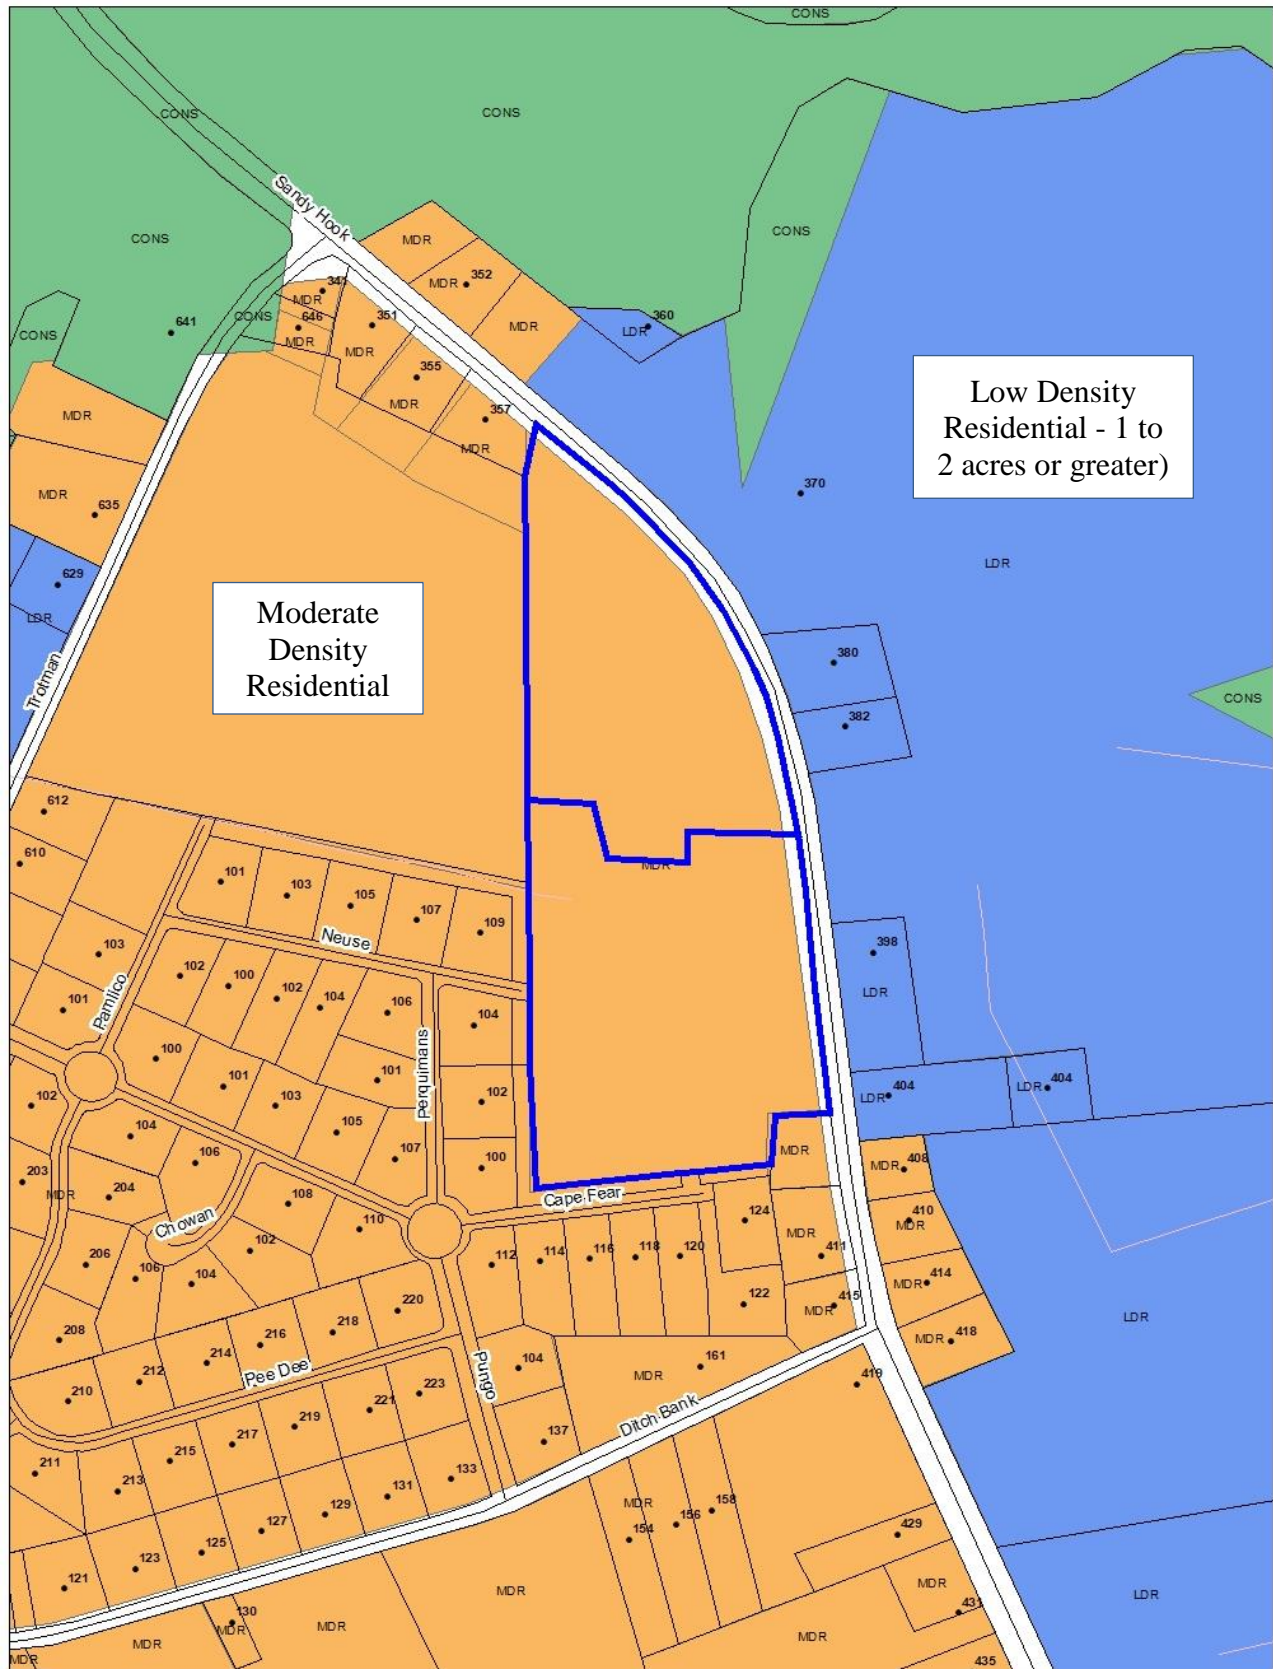 CONS
CONS
CONS
Sandy Hook
CONS
CONS
MDR
MDR
352
341
MDR
CONS
646
351
MDR
641
CONS
MDR
MDR
LDR
360
355
MDR
357
MDR
Low Density
Residential - 1 to
2 acres or greater)
MDR
MDR
635
370
LDR
629
LDR
Moderate
Density
Residential
Trotman
380
382
CONS
612
610
MDR
101
103
105
107
109
Neuse
103
101
Pamlico
102
100
102
104
106
104
398
LDR
100
101
103
105
101
107
Perquimans
102
100
LDR
404
LDR
404
102
104
106
203
MDR
204
108
110
Chowan
102
206
106
104
Cape Fear
MDR
124
112
114
116
118
120
122
MDR
411
MDR
415
MDR
408
410
MDR
MDR
414
MDR
418
LDR
208
210
212
214
216
218
220
Pee Dee
Pungo
104
MDR
161
419
137
Ditch Bank
211
213
215
217
219
221
223
121
123
125
127
129
131
133
MDR
154
156
158
429
MDR
431
LDR
130
MDR
MDR
MDR
MDR
MDR
MDR
435